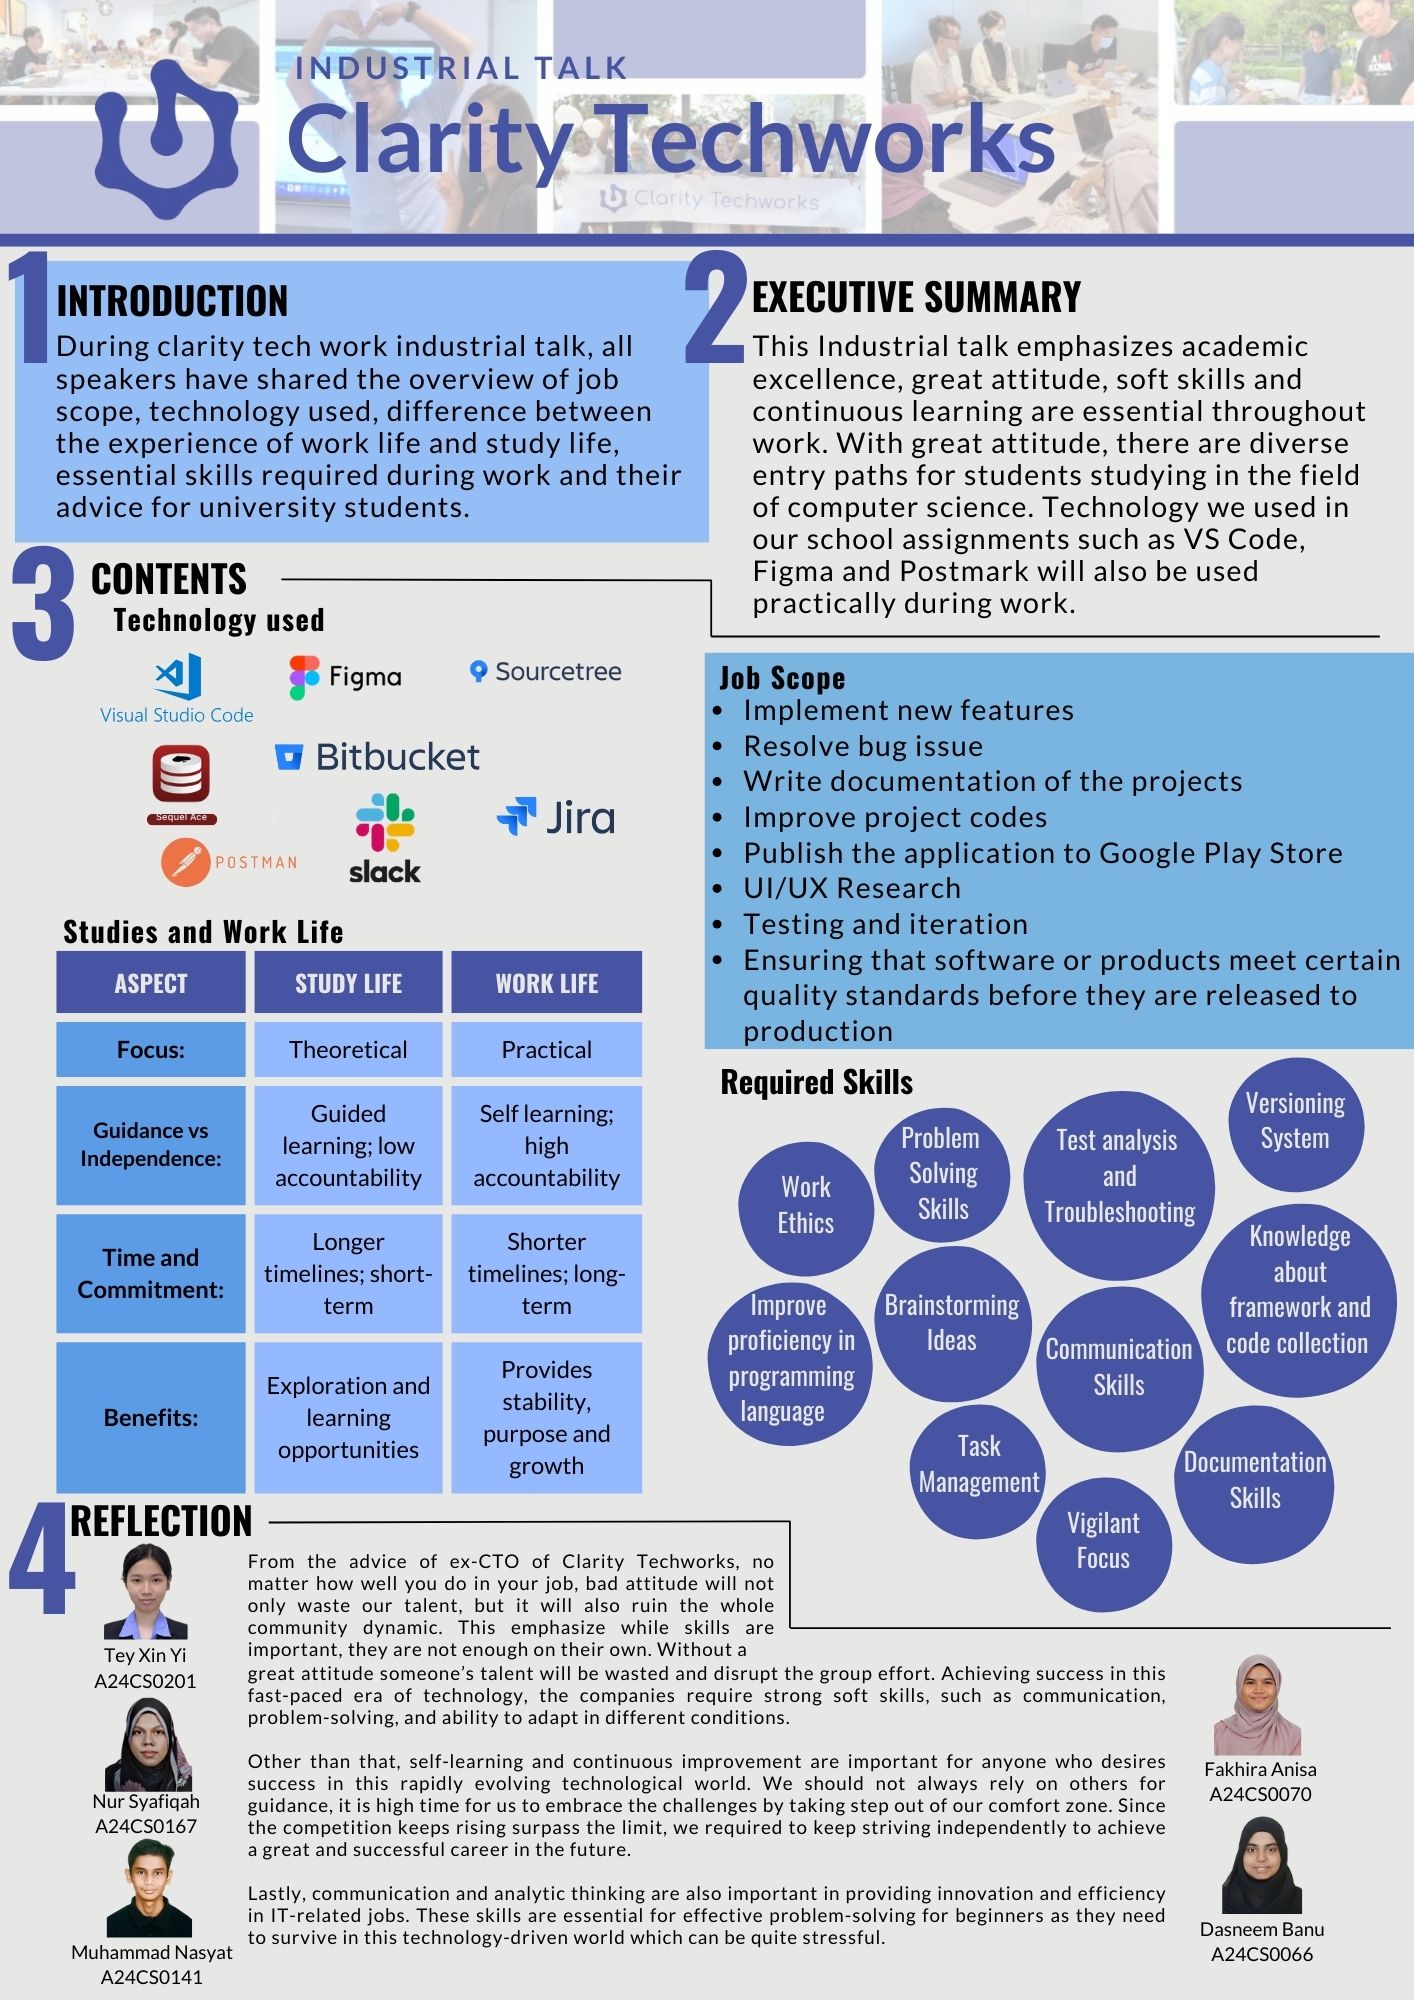 INDUSTRIAL TALK
Clarity Techworks
Clarity Techworks
1
INTRODUCTION
During clarity tech work industrial talk, all
speakers have shared the overview of job
scope, technology used, difference between
the experience of work life and study life,
essential skills required during work and their
advice for university students.
2
EXECUTIVE SUMMARY
This Industrial talk emphasizes academic
excellence, great attitude, soft skills and
continuous learning are essential throughout
work. With great attitude, there are diverse
entry paths for students studying in the field
of computer science. Technology we used in
our school assignments such as VS Code,
Figma and Postmark will also be used
practically during work.
3
CONTENTS
Technology used
Visual Studio Code
Figma
Sourcetree
Sequel Ace
Bitbucket
slack
Jira
POSTMAN
Job Scope
• Implement new features
• Resolve bug issue
• Write documentation of the projects
• Improve project codes
• Publish the application to Google Play Store
• UI/UX Research
• Testing and iteration
• Ensuring that software or products meet certain
quality standards before they are released to
production
Studies and Work Life
ASPECT STUDY LIFE WORK LIFE
Focus: Theoretical Practical
Guidance vs
Independence:
Guided
learning; low
accountability
Self learning;
high
accountability
Time and
Commitment:
Longer
timelines; short-
term
Shorter
timelines; long-
term
Benefits:
Exploration and
learning
opportunities
Provides
stability,
purpose and
growth
Required Skills
Work
Ethics
Problem
Solving
Skills
Test analysis
and
Troubleshooting
Versioning
System
Improve
proficiency in
programming
language
Brainstorming
Ideas
Communication
Skills
Knowledge
about
framework and
code collection
Task
Management
Vigilant
Focus
Documentation
Skills
4
REFLECTION
From the advice of ex-CTO of Clarity Techworks, no
matter how well you do in your job, bad attitude will not
only waste our talent, but it will also ruin the whole
community dynamic. This emphasize while skills are
important, they are not enough on their own. Without a
great attitude someone's talent will be wasted and disrupt the group effort. Achieving success in this
fast-paced era of technology, the companies require strong soft skills, such as communication,
problem-solving, and ability to adapt in different conditions.
Other than that, self-learning and continuous improvement are important for anyone who desires
success in this rapidly evolving technological world. We should not always rely on others for
guidance, it is high time for us to embrace the challenges by taking step out of our comfort zone. Since
the competition keeps rising surpass the limit, we required to keep striving independently to achieve
a great and successful career in the future.
Lastly, communication and analytic thinking are also important in providing innovation and efficiency
in IT-related jobs. These skills are essential for effective problem-solving for beginners as they need
to survive in this technology-driven world which can be quite stressful.
Tey Xin Yi
A24CS0201
Nur Syafiqah
A24CS0167
Muhammad Nasyat
A24CS0141
Fakhira Anisa
A24CS0070
Dasneem Banu
A24CS0066